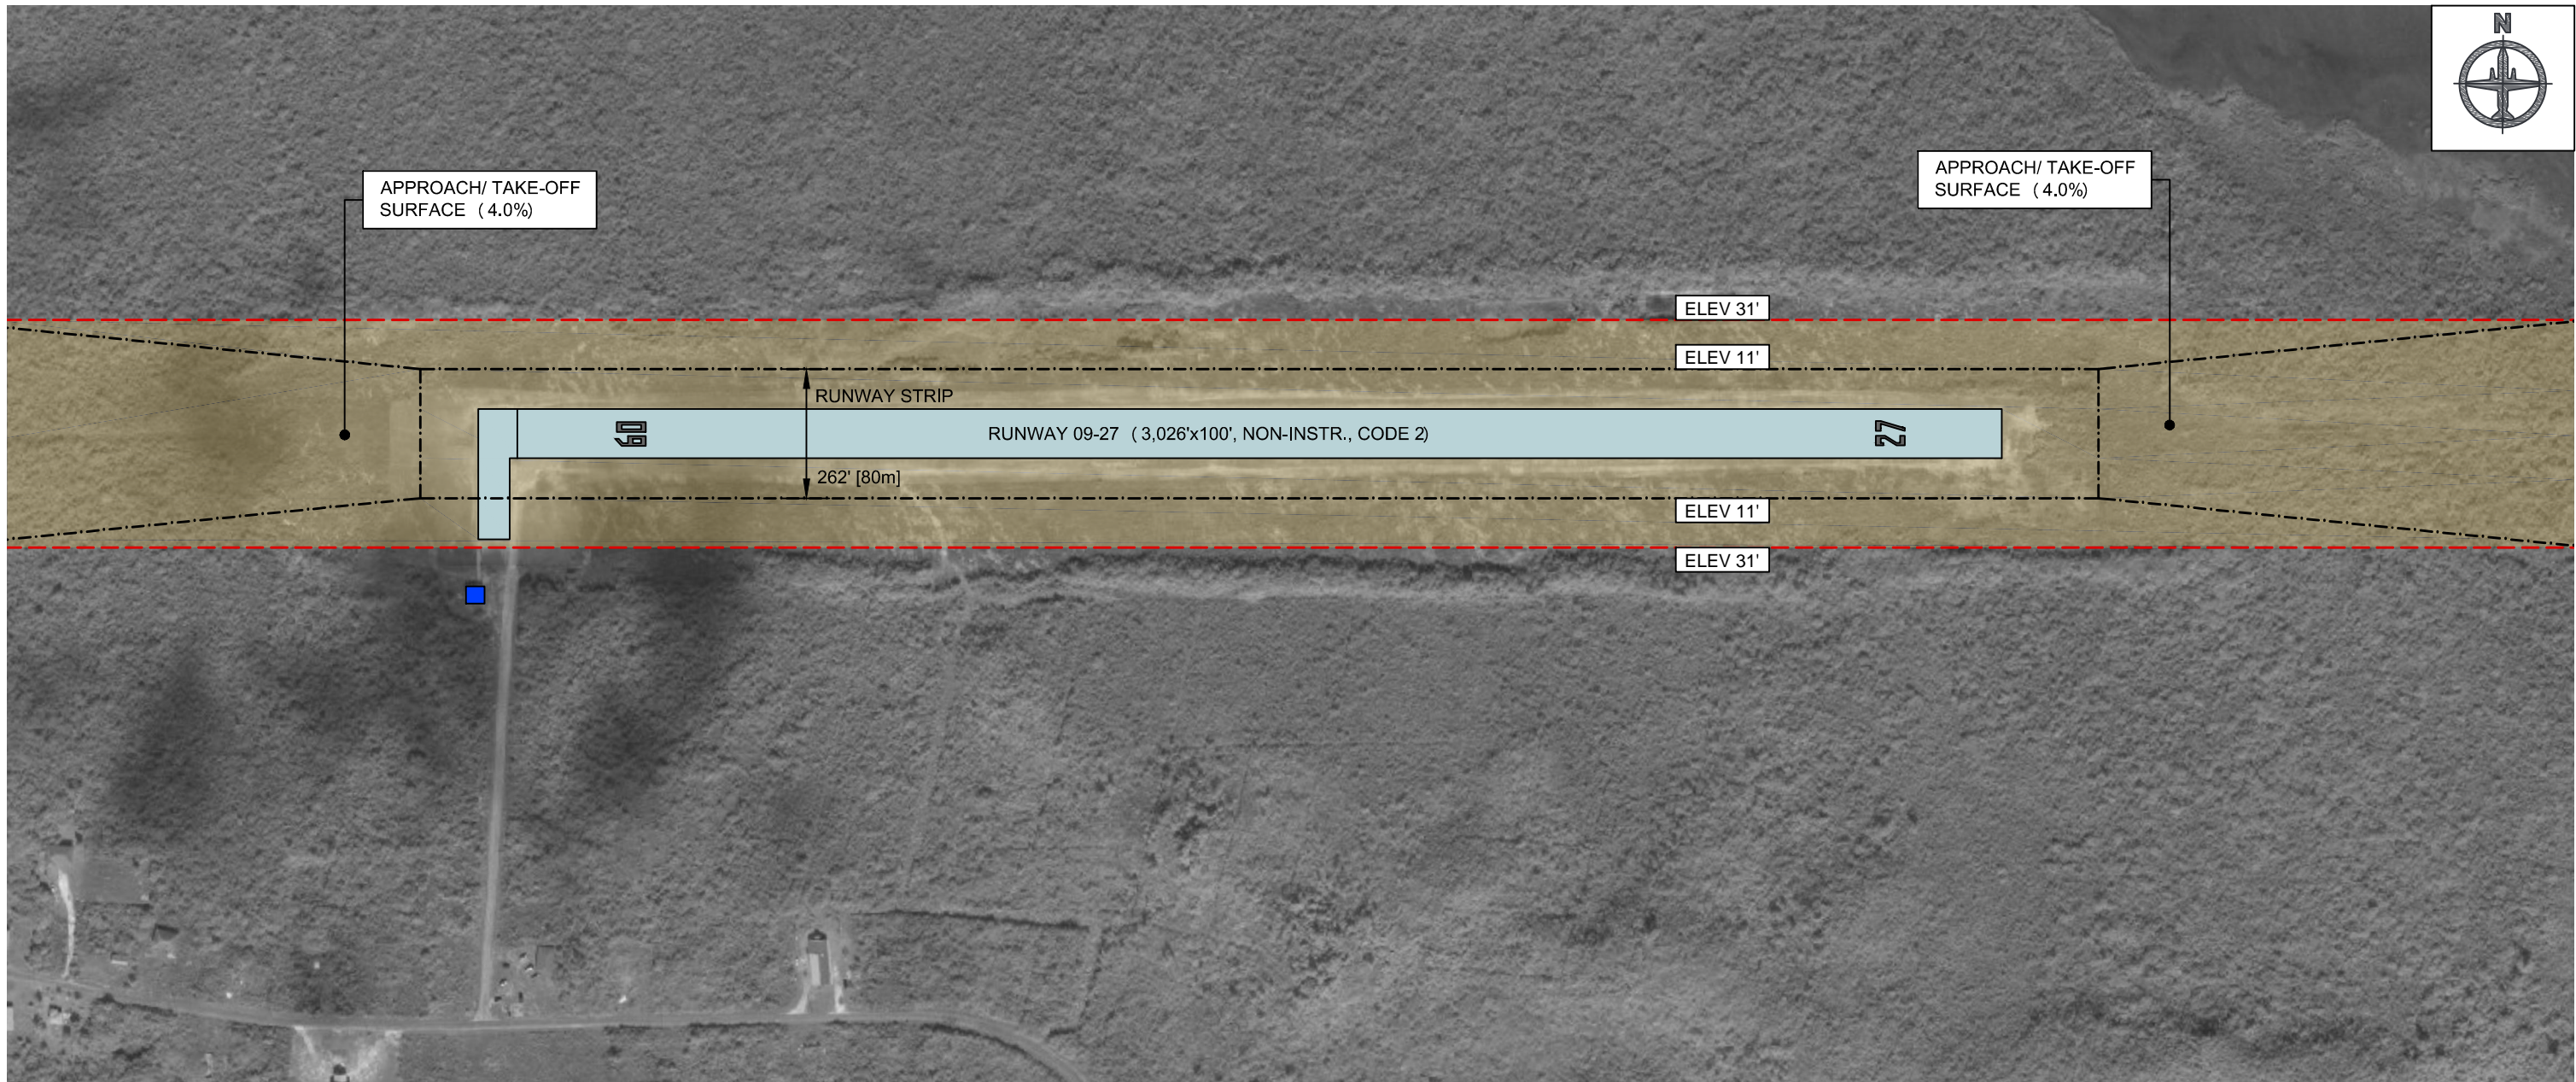 N
APPROACH/ TAKE-OFF
SURFACE (4.0%)
APPROACH/ TAKE-OFF
SURFACE (4.0%)
ELEV 31'
ELEV 11'
RUNWAY STRIP
09
RUNWAY 09-27 (3,026'x100', NON-INSTR., CODE 2)
27
262' [80m]
ELEV 11'
ELEV 31'